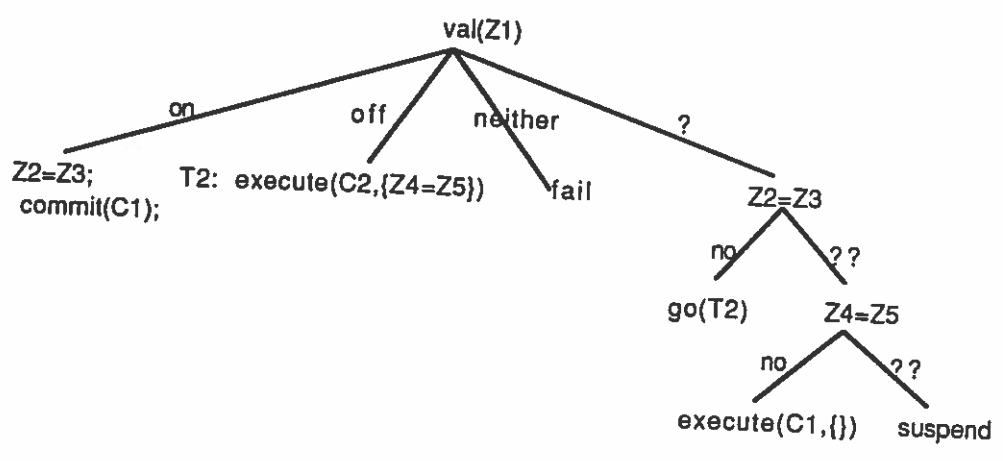 val(Z1)
on
off
neither
?
Z2=Z3;
commit(C1);
T2: execute(C2,{Z4=Z5})
fail
Z2=Z3
no
??
go(T2)
Z4=Z5
no
??
execute(C1,{})
suspend